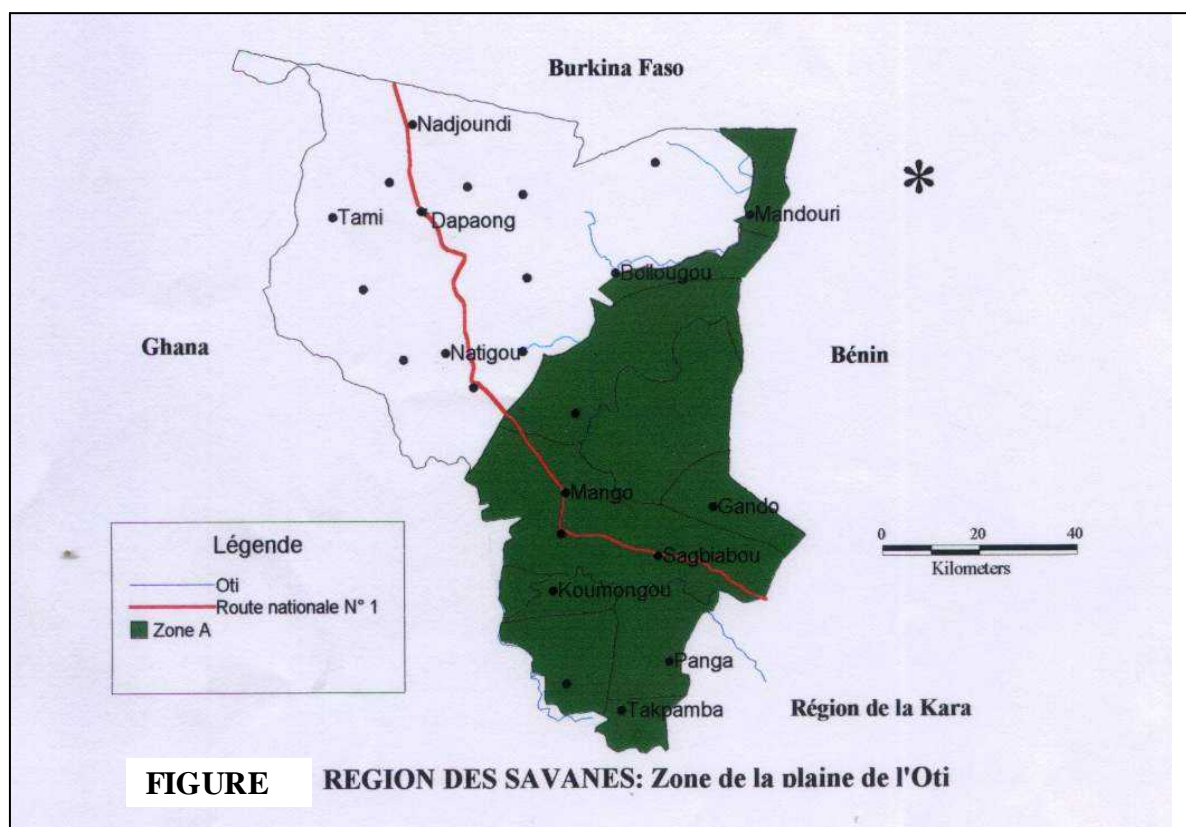 Burkina Faso
Nadjoundi
Tami
Dapaong
Mandouri
*
Bollougou
Ghana
Natigou
Bénin
Mango
Gando
Sagbiabou
Koumongou
Panga
Takpamba
Légende
Oti
Route nationale N° 1
Zone A
0 20 40
Kilometers
Région de la Kara
FIGURE
REGION DES SAVANES: Zone de la plaine de l'Oti